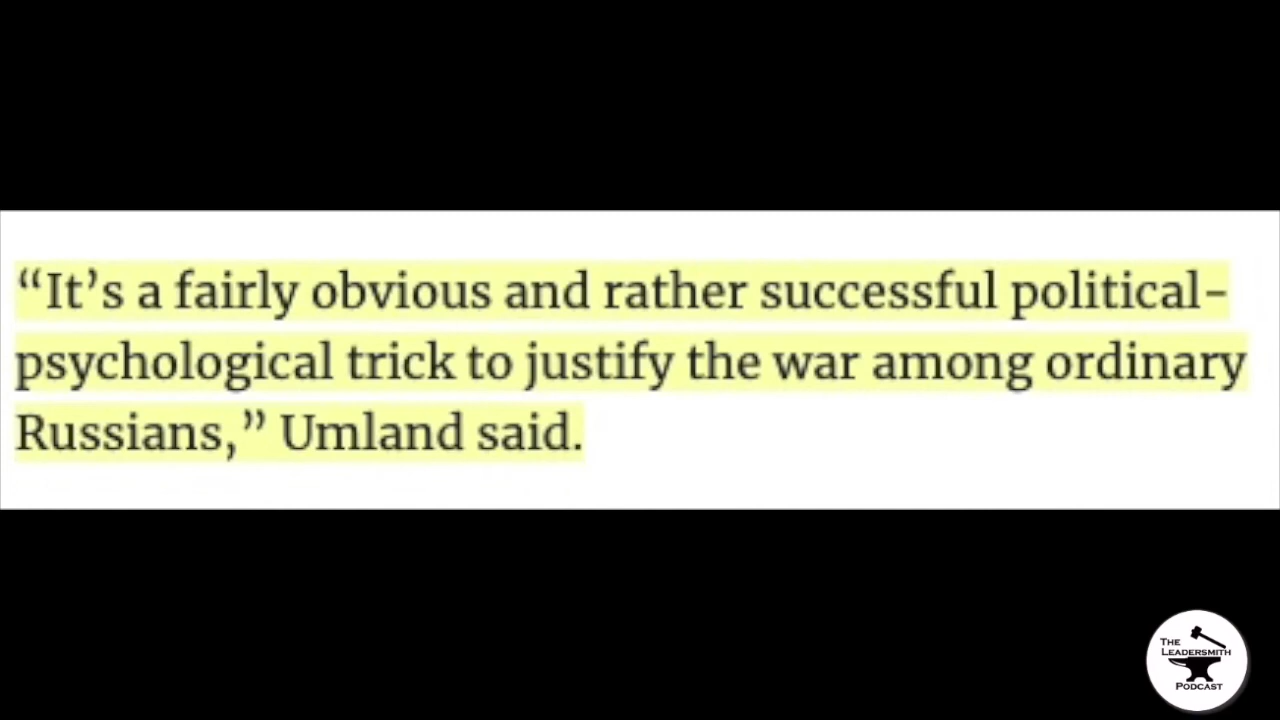 “It’s a fairly obvious and rather successful political-
psychological trick to justify the war among ordinary
Russians,” Umland said.
THE
LEADERSMITH
PODCAST